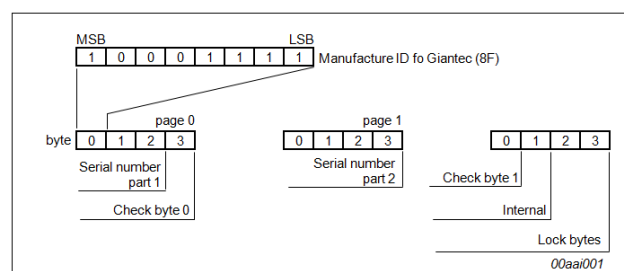 MSB LSB
1 0 0 0 1 1 1 1 Manufacture ID fo Giantec (8F)
page 0 page 1
byte 0 1 2 3 0 1 2 3 0 1 2 3
Serial number
part 1
Serial number
part 2
Check byte 1
Check byte 0
Internal
Lock bytes
00aai001